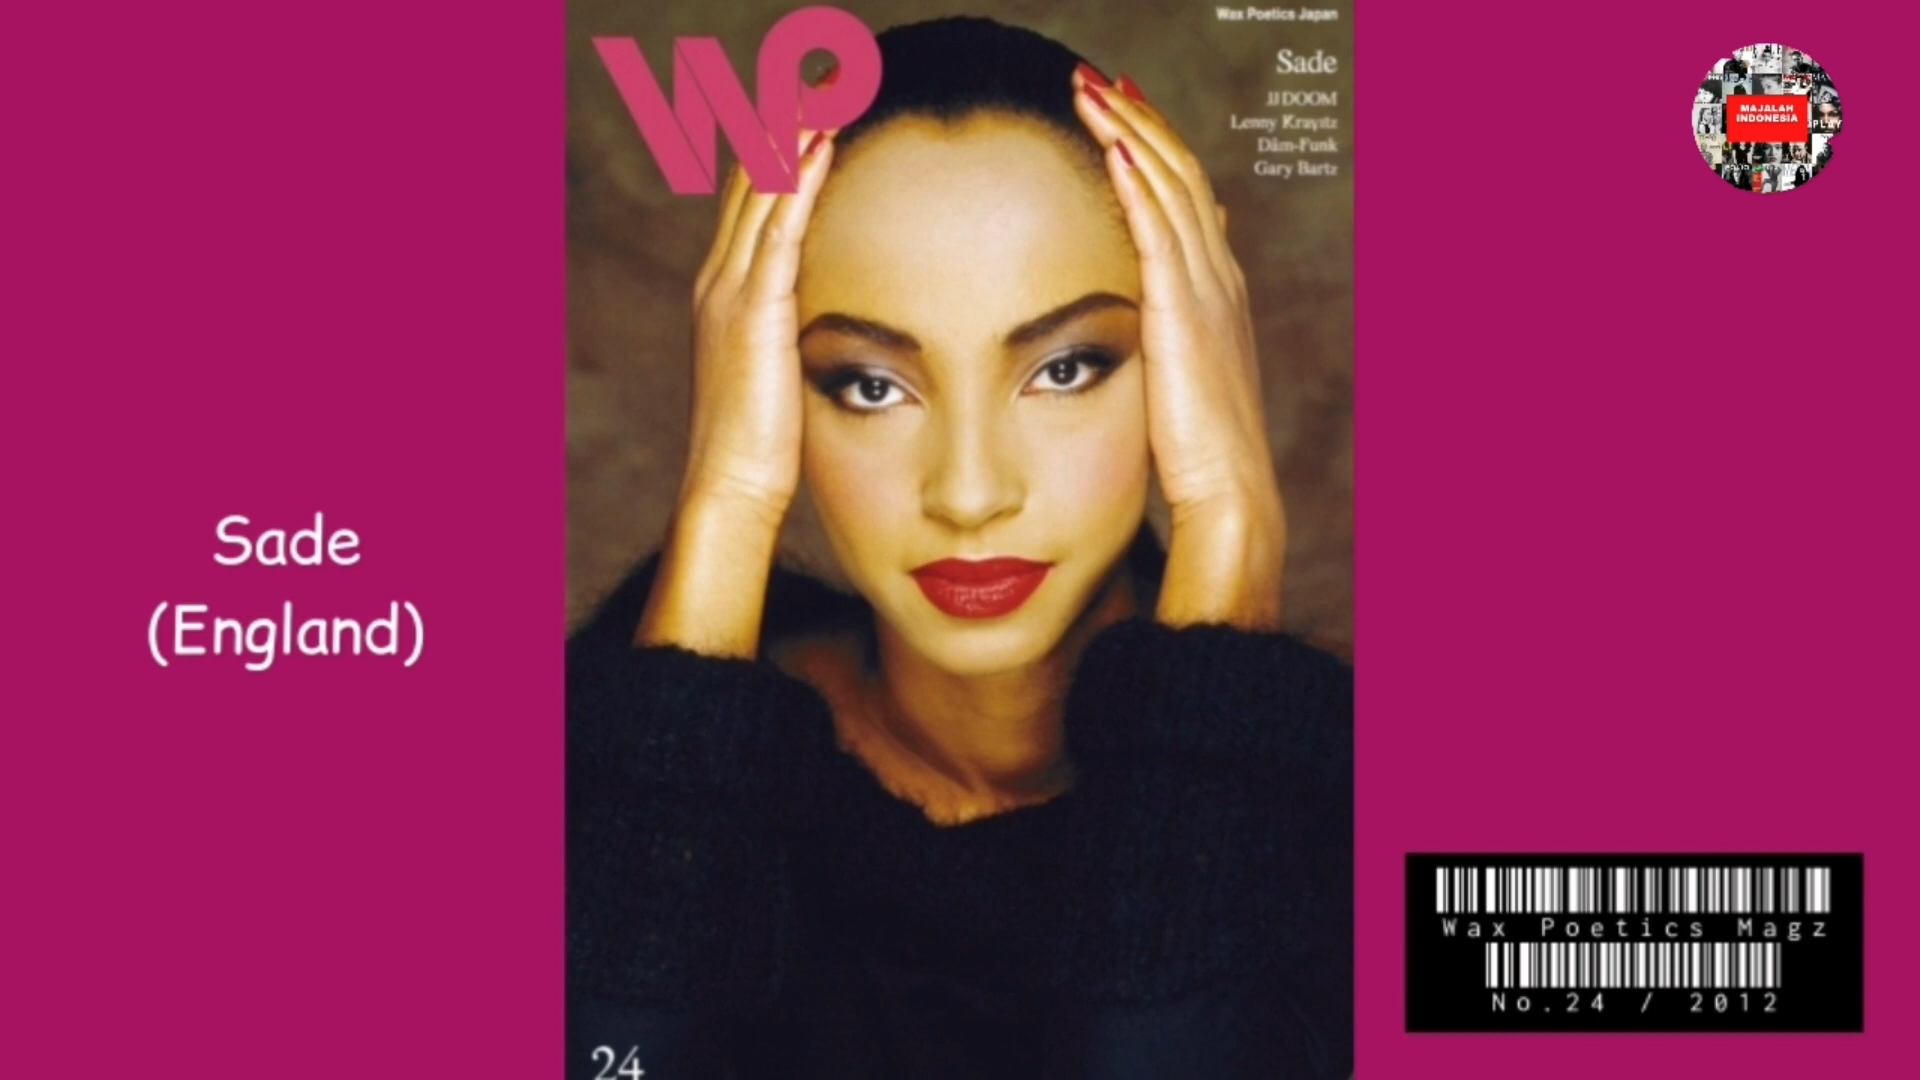 WP
Wax Poetics Japan
Sade
JJ DOOM
Lenny Kravitz
Dâm-Funk
Gary Bartz
MAJALAH
INDONESIA
PLAY
Sade
(England)
Wax Poetics Magz
No.24 / 2012
24